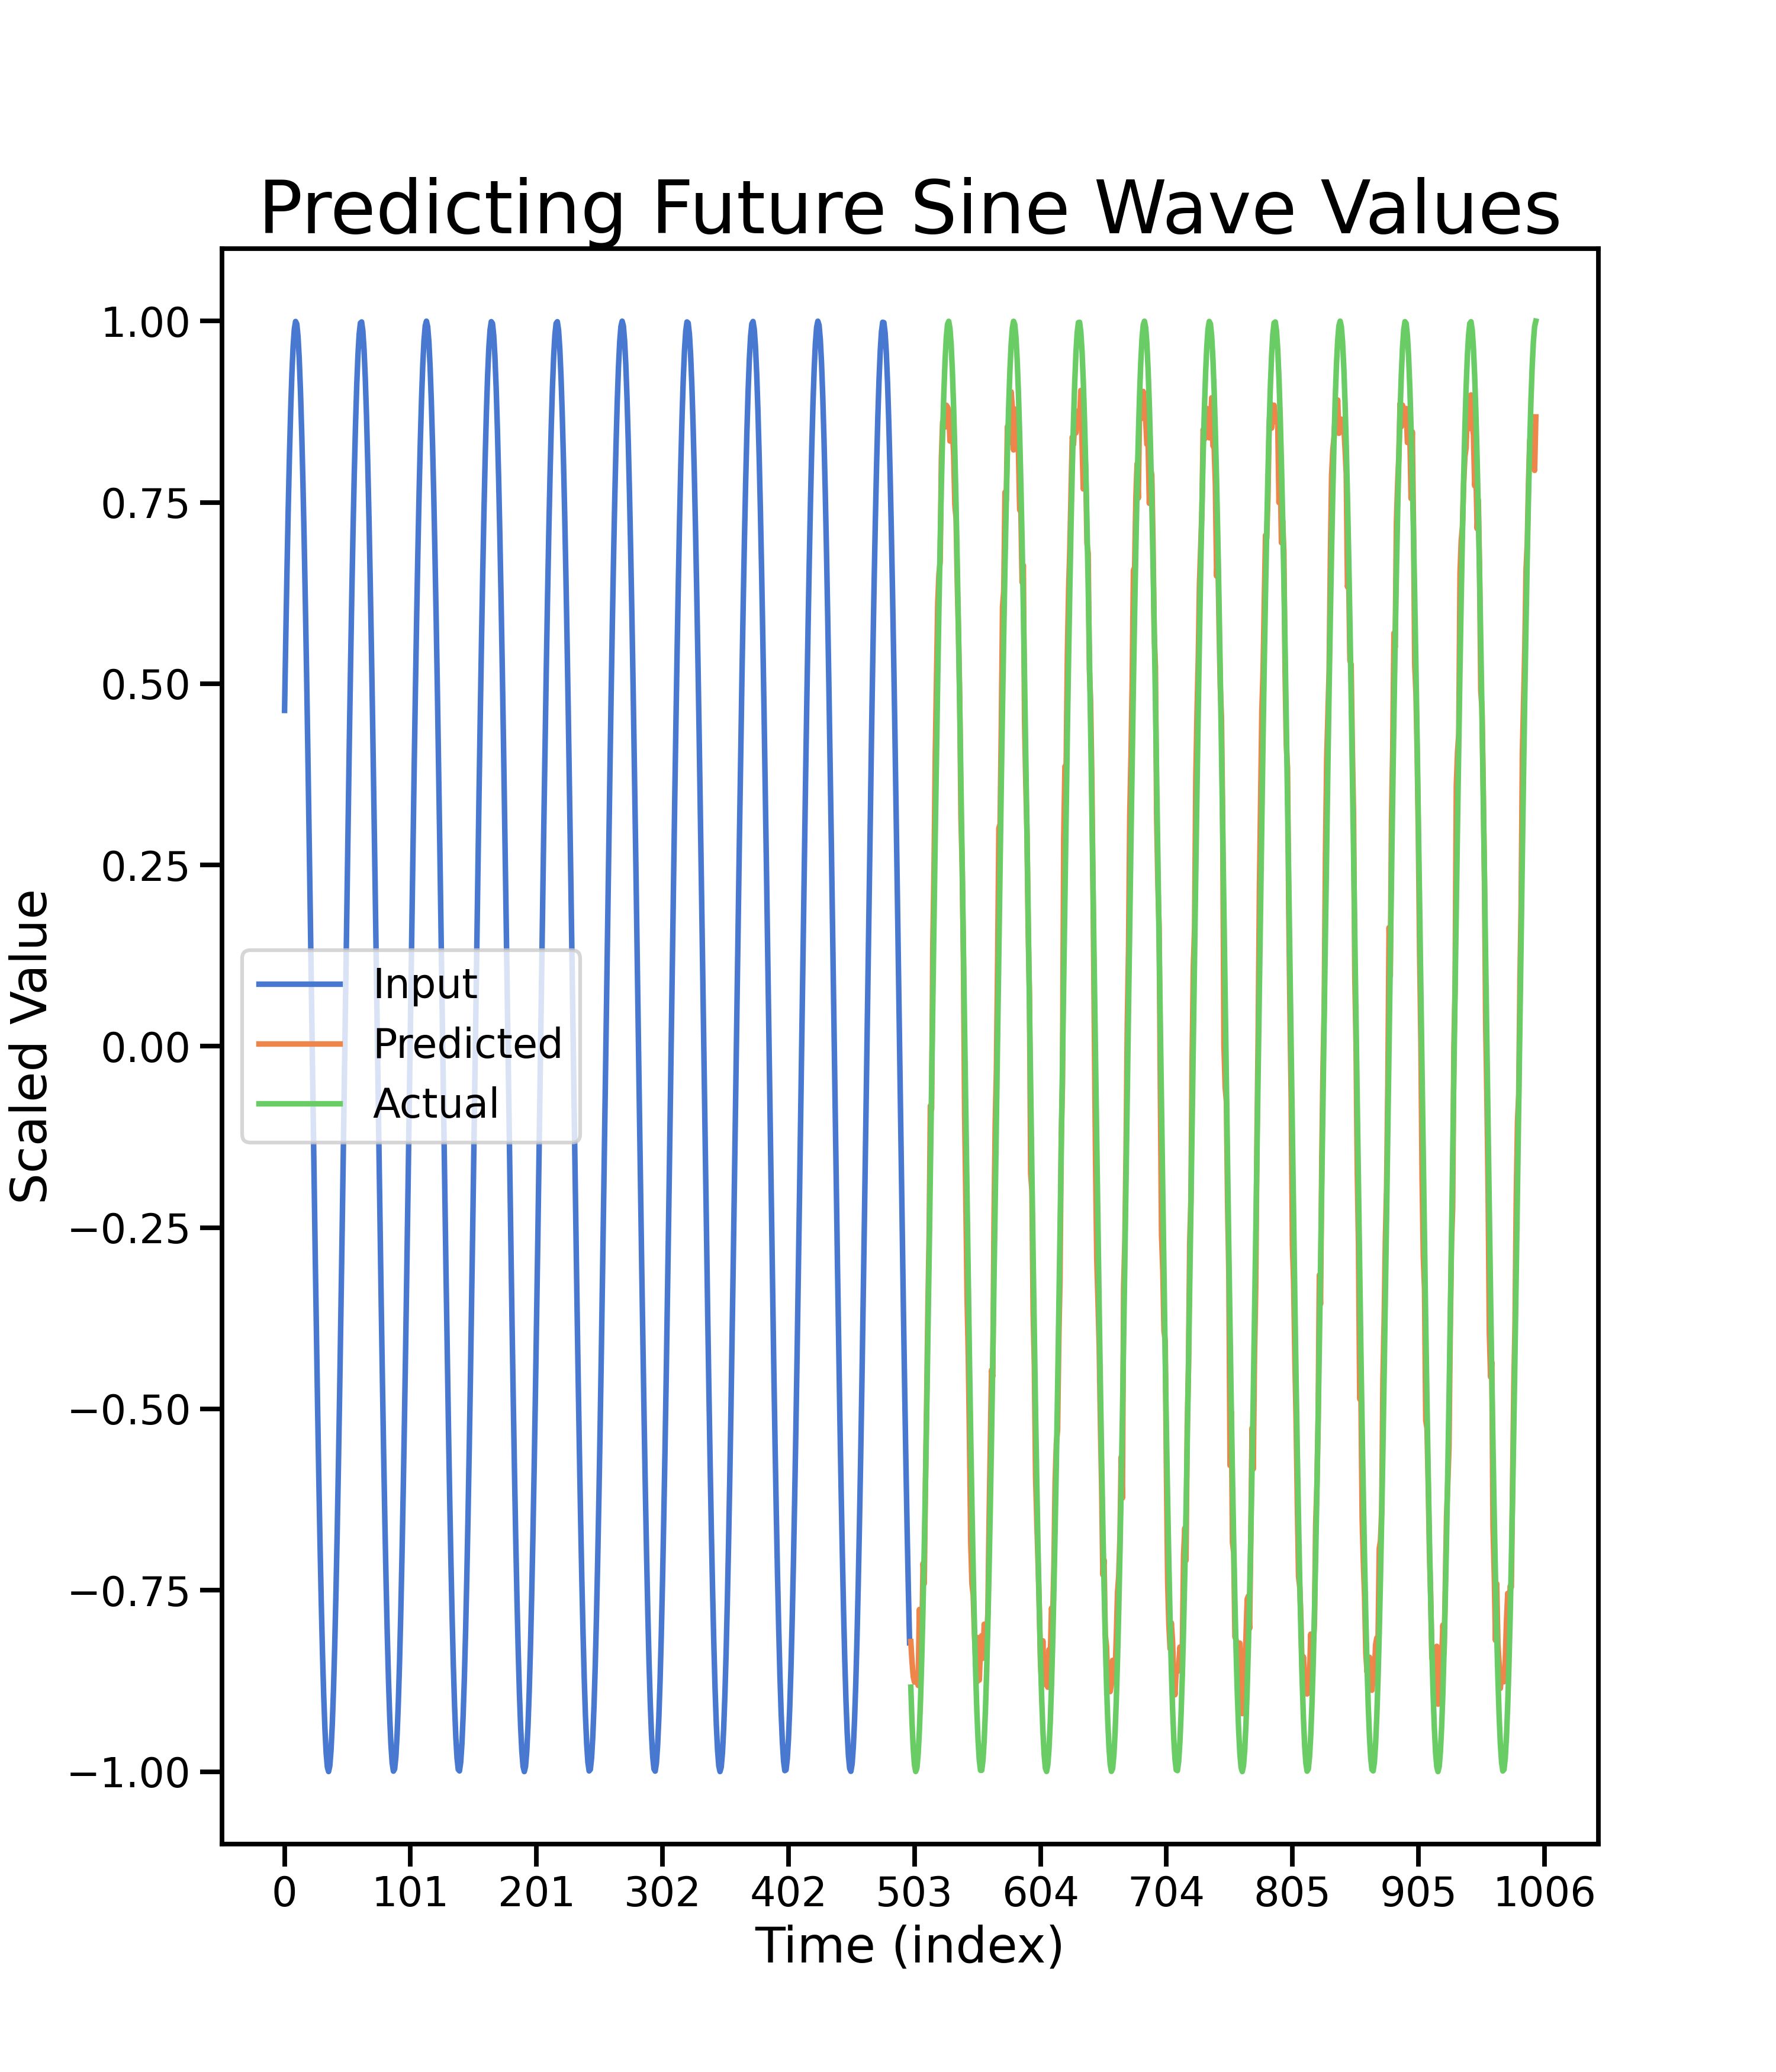 Predicting Future Sine Wave Values
1.00
0.75
0.50
0.25
0.00
−0.25
−0.50
−0.75
−1.00
Scaled Value
Input
Predicted
Actual
0 101 201 302 402 503 604 704 805 905 1006
Time (index)